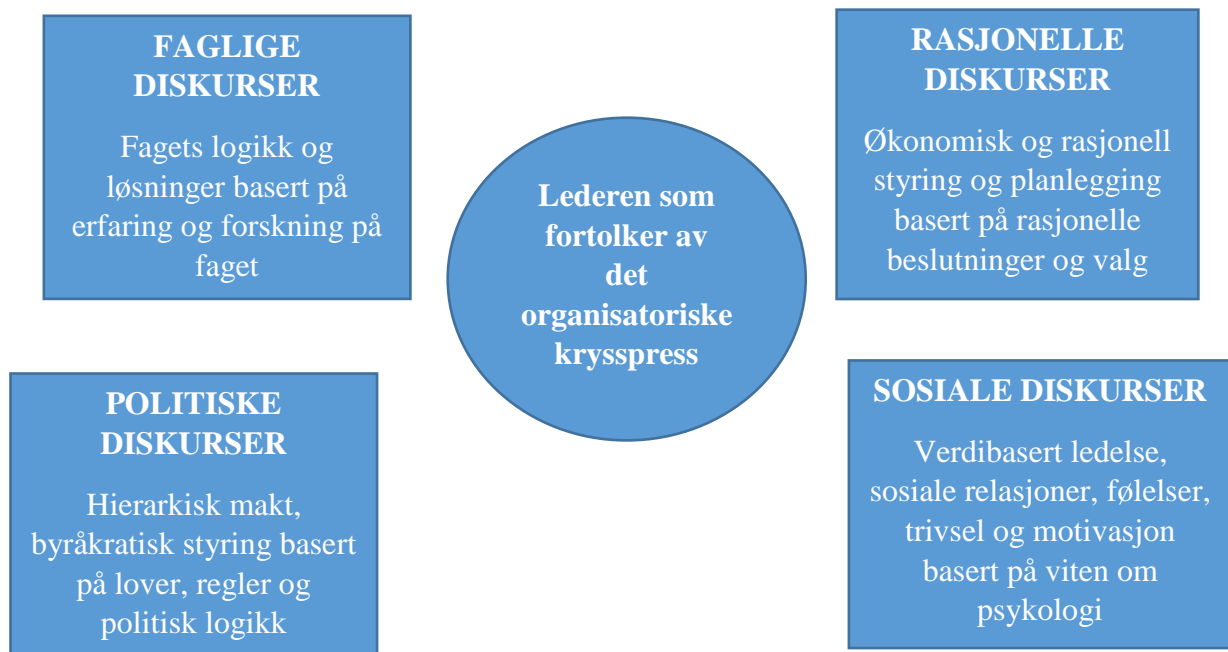 FAGLIGE
DISKURSER
Fagets logikk og
løsninger basert på
erfaring og forskning på
faget
RASJONELLE
DISKURSER
Økonomisk og rasjonell
styring og planlegging
basert på rasjonelle
beslutninger og valg
Lederen som
fortolker av
det
organisatoriske
krysspress
POLITISKE
DISKURSER
Hierarkisk makt,
byråkratisk styring basert
på lover, regler og
politisk logikk
SOSIALE DISKURSER
Verdibasert ledelse,
sosiale relasjoner, følelser,
trivsel og motivasjon
basert på viten om
psykologi